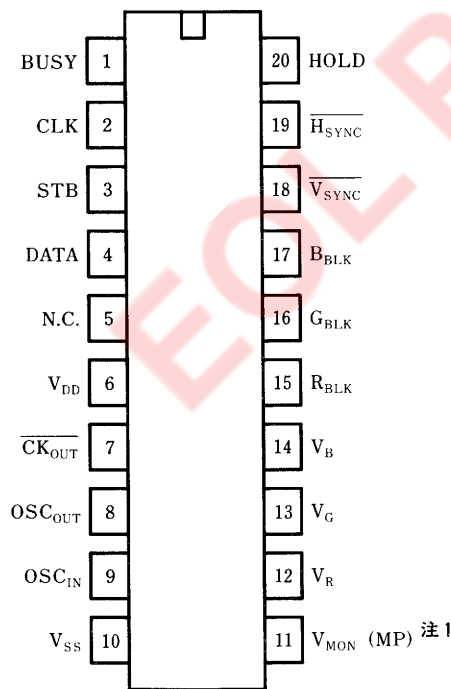 BUSY 1 20 HOLD
CLK 2 19 H̅S̅Y̅N̅C̅
STB 3 18 V̅S̅Y̅N̅C̅
DATA 4 17 BBLK
N.C. 5 16 GBLK
VDD 6 15 RBLK
C̅K̅O̅U̅T̅ 7 14 VB
OSCOUT 8 13 VG
OSCIN 9 12 VR
VSS 10 11 VMON (MP) 注1
EOL P